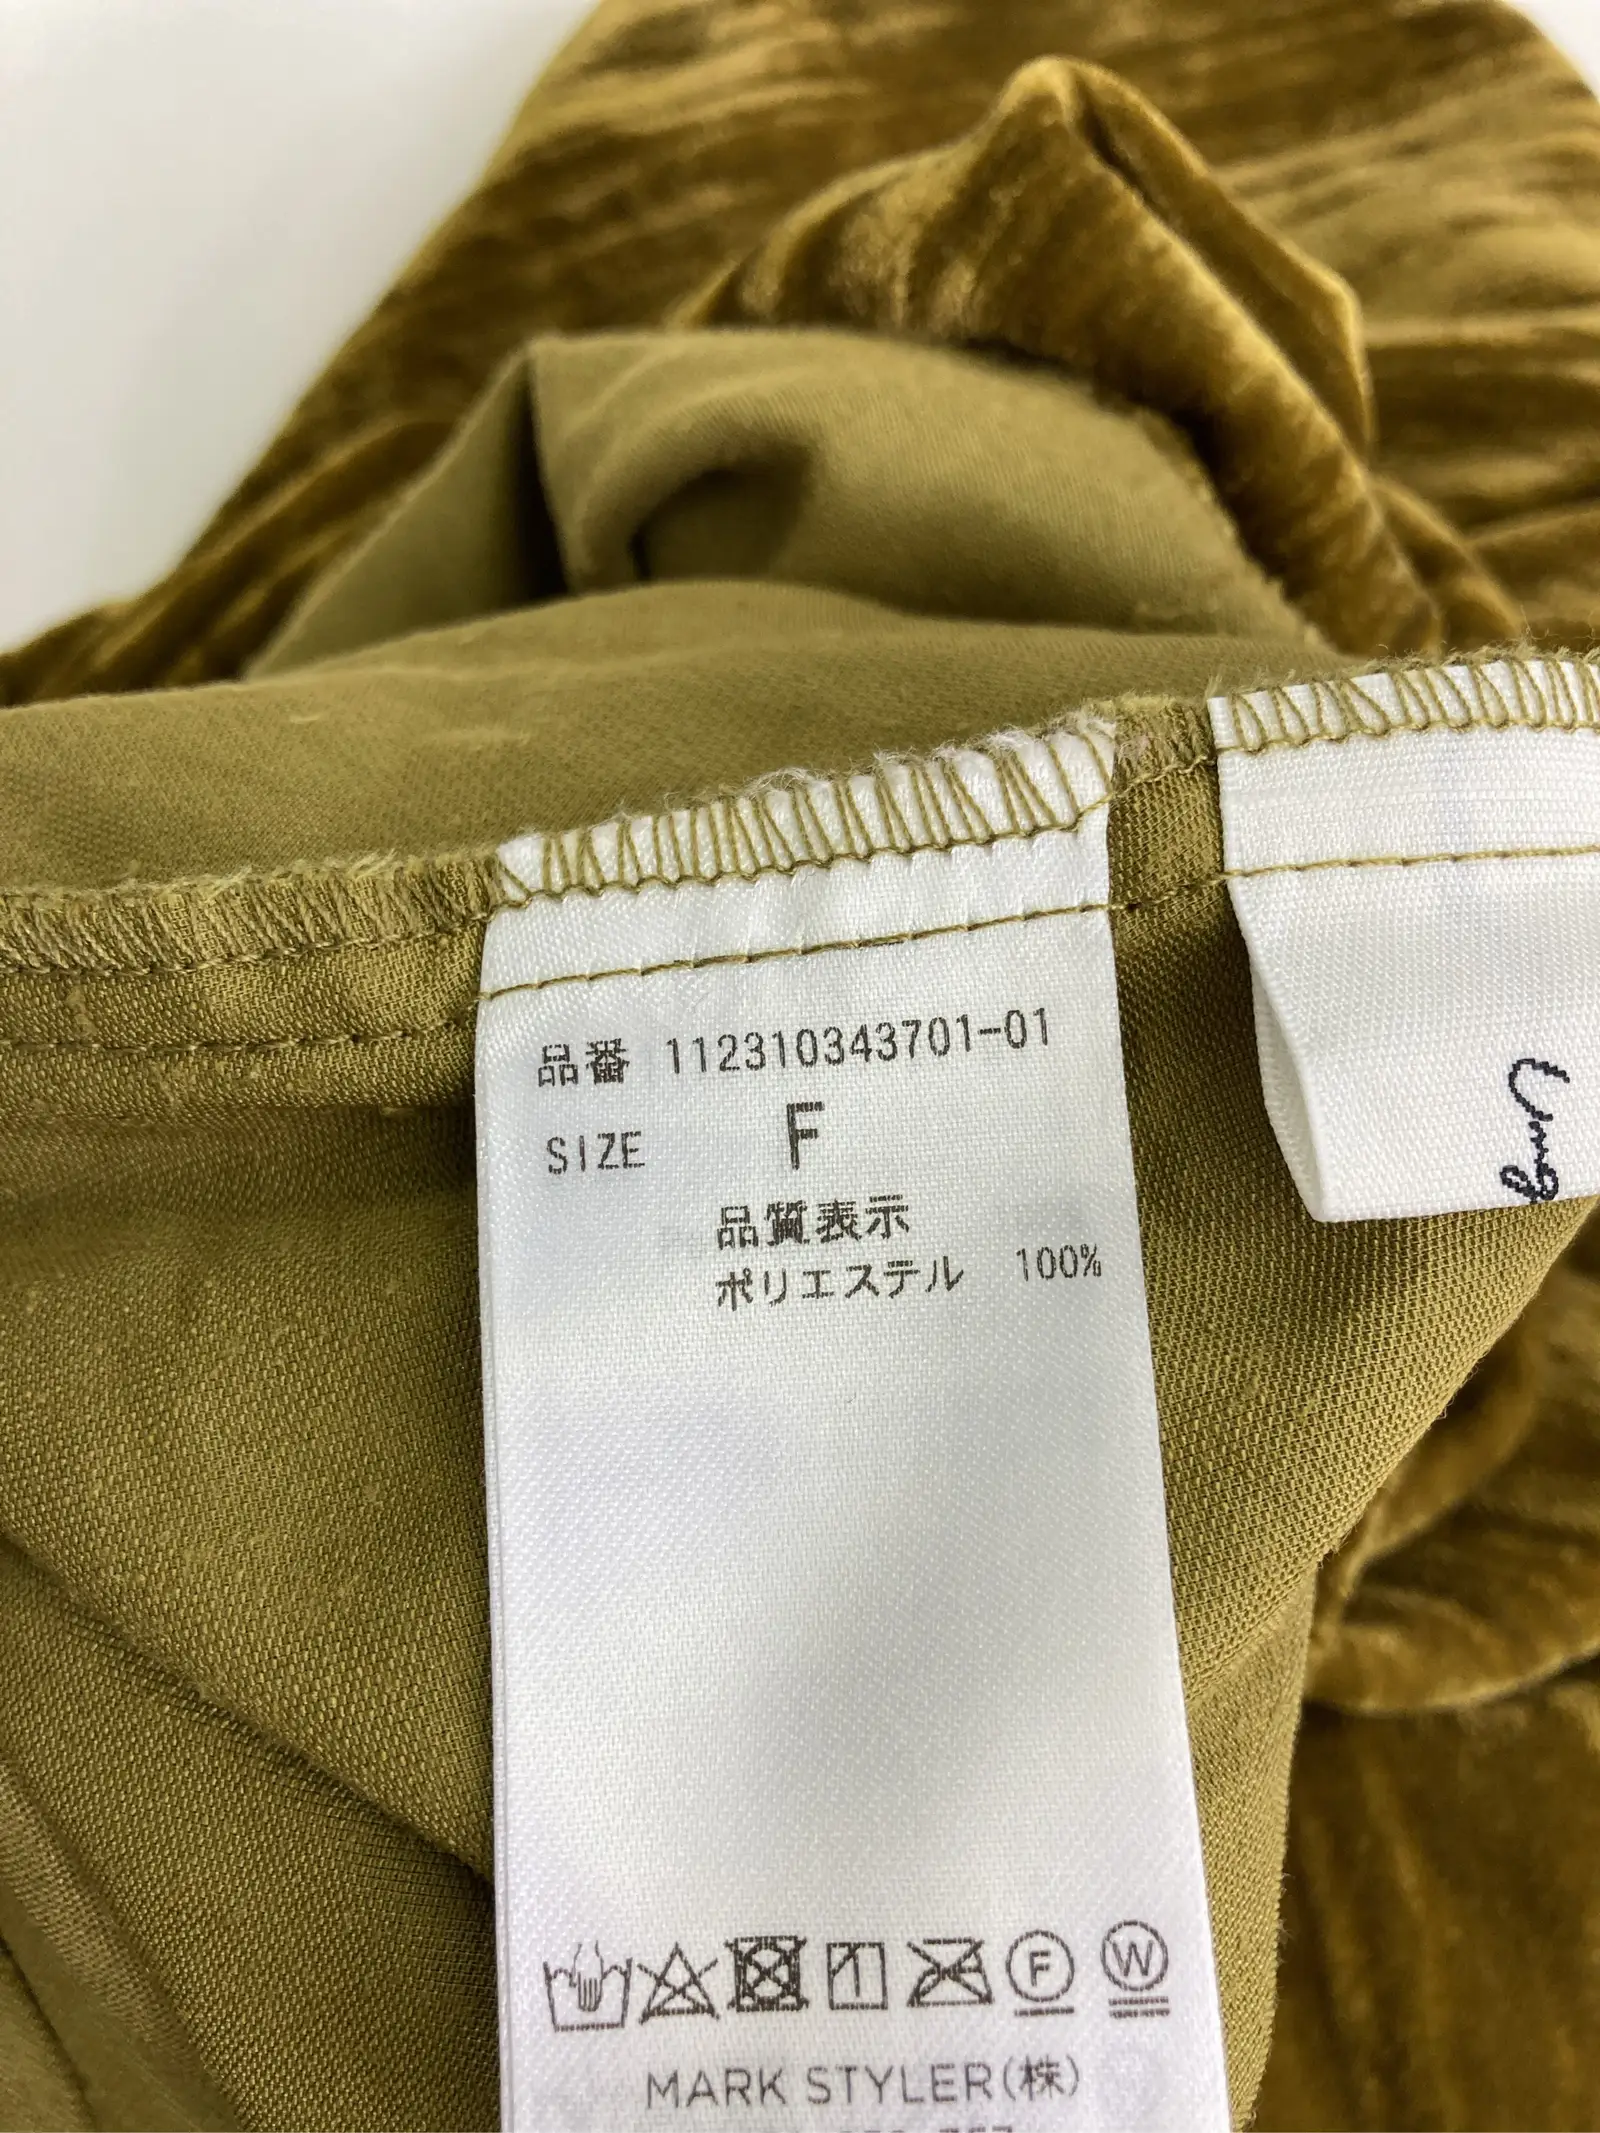 品番 112310343701-01
SIZE F
品質表示
ポリエステル 100%
F W
MARK STYLER(株)